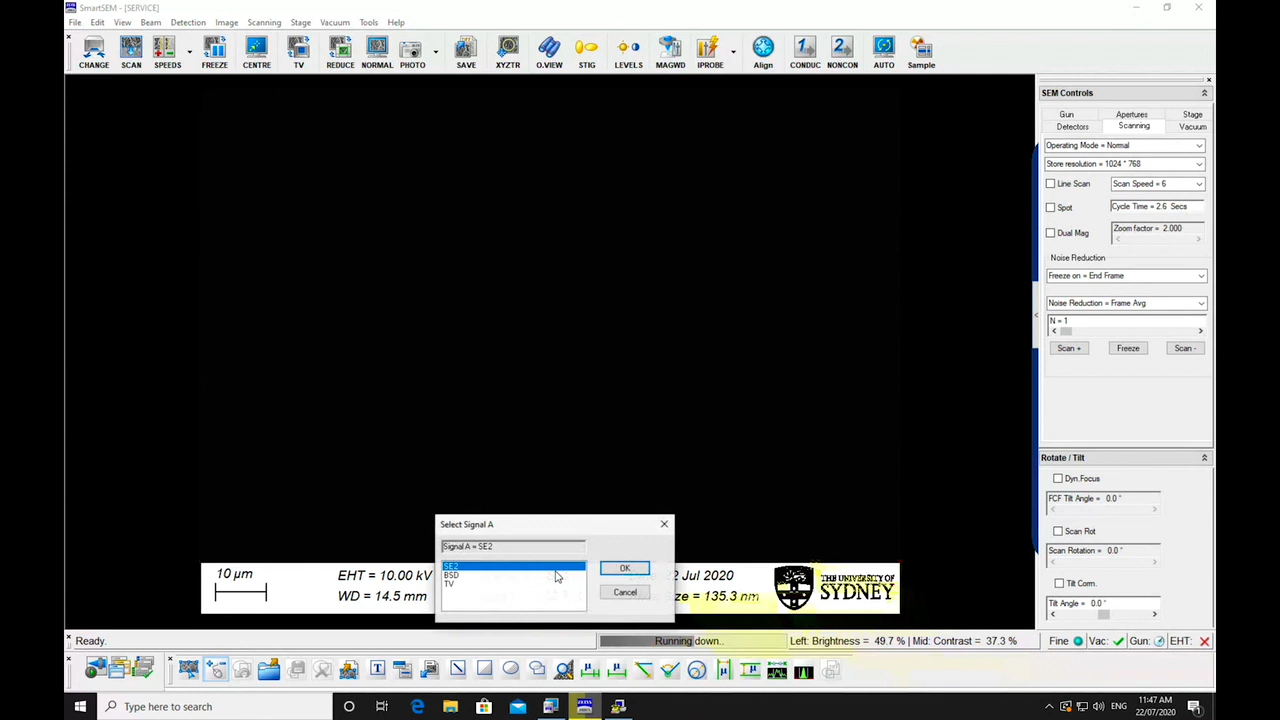 SmartSEM - [SERVICE]
File Edit View Beam Detection Image Scanning Stage Vacuum Tools Help
CHANGE SCAN SPEEDS FREEZE CENTRE TV REDUCE NORMAL PHOTO SAVE XYZTR O.VIEW STIG LEVELS MAGWD IPROBE Align CONDUC NONCON AUTO Sample
SEM Controls
Gun Apertures Stage
Detectors Scanning Vacuum
Operating Mode = Normal
Store resolution = 1024 * 768
Line Scan Scan Speed = 6
Spot Cycle Time = 2.6 Secs
Dual Mag Zoom factor = 2.000
Noise Reduction
Freeze on = End Frame
Noise Reduction = Frame Avg
N = 1
Scan + Freeze Scan -
Rotate / Tilt
Dyn.Focus
FCF Tilt Angle = 0.0 °
Scan Rot
Scan Rotation = 0.0 °
Tilt Corrn.
Tilt Angle = 0.0 °
Select Signal A
Signal A = SE2
SE2
BSD
TV
OK
Cancel
10 µm
EHT = 10.00 kV
WD = 14.5 mm
2 Jul 2020
ize = 135.3 nm
THE UNIVERSITY OF
SYDNEY
Ready. Running down.. Left: Brightness = 49.7 % Mid: Contrast = 37.3 % Fine Vac: Gun: EHT:
Type here to search
ENG
11:47 AM
22/07/2020